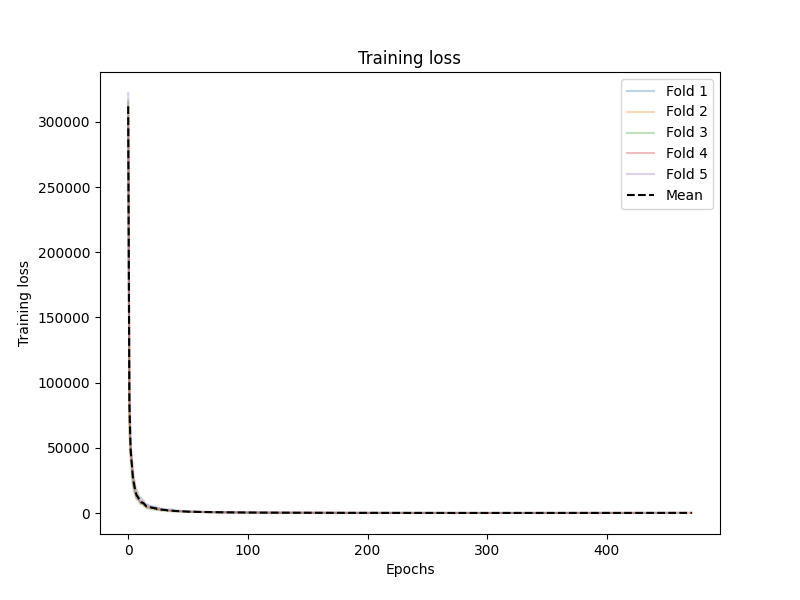 Training loss
Training loss
300000
250000
200000
150000
100000
50000
0
0
100
200
300
400
Epochs
Fold 1
Fold 2
Fold 3
Fold 4
Fold 5
Mean